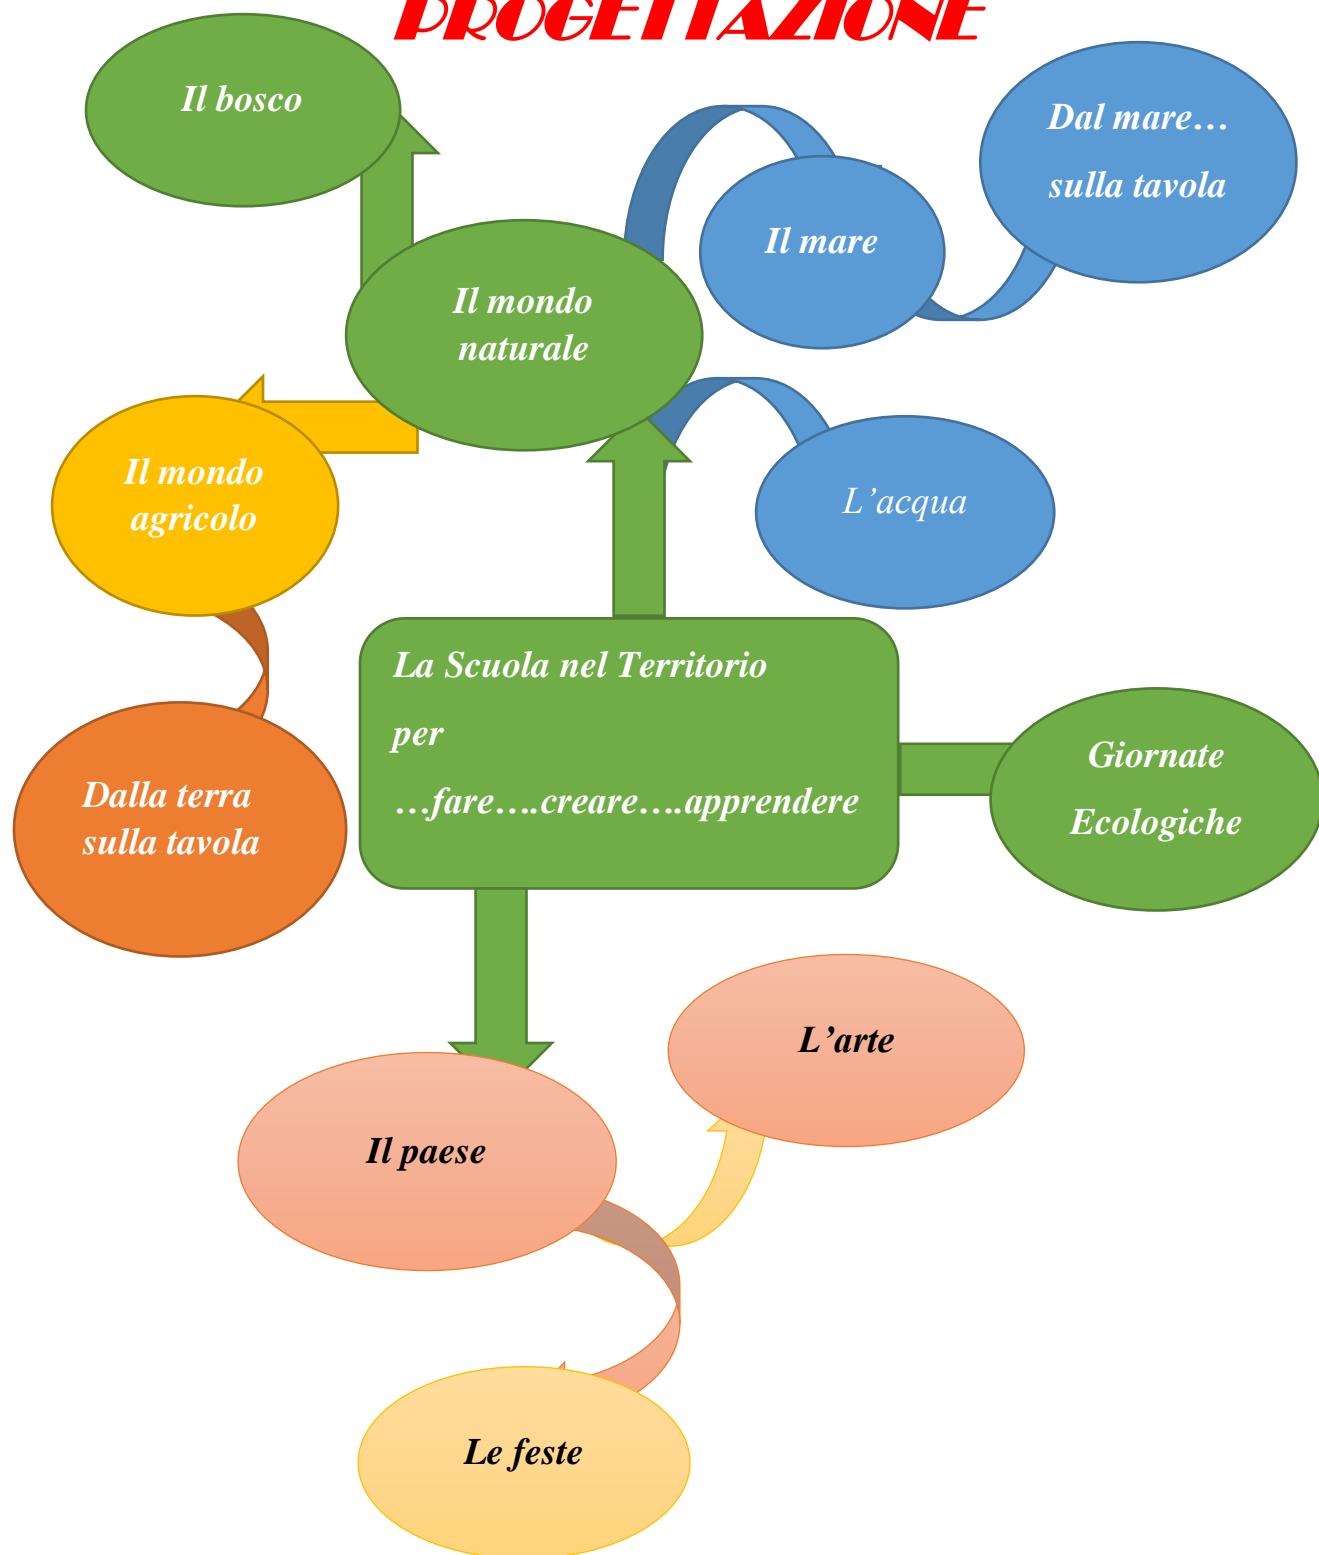 PROGETTAZIONE
Il bosco
Dal mare…
sulla tavola
Il mare
Il mondo
naturale
Il mondo
agricolo
L’acqua
La Scuola nel Territorio
per
…fare….creare….apprendere
Giornate
Ecologiche
Dalla terra
sulla tavola
L’arte
Il paese
Le feste